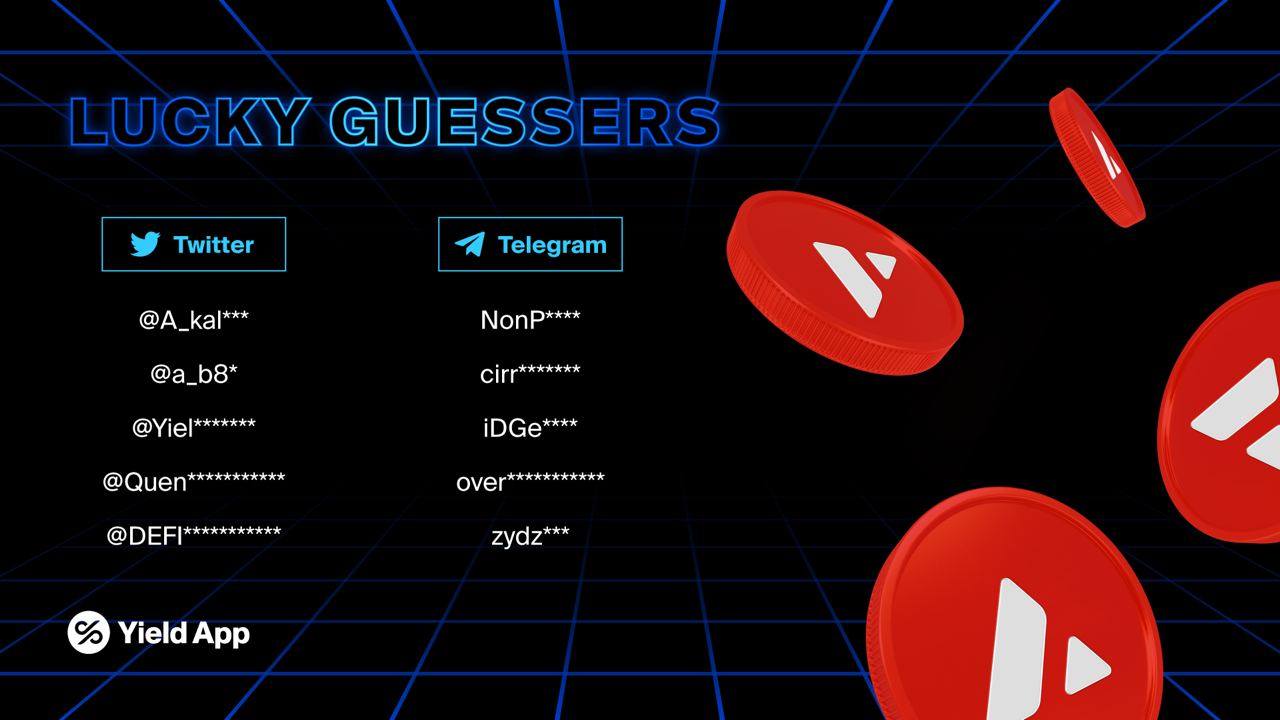 LUCKY GUESSERS
Twitter
@A_kal***
@a_b8*
@Yiel*******
@Quen***********
@DEFI***********
Telegram
NonP****
cirr*******
iDGe****
over***********
zydz***
Yield App